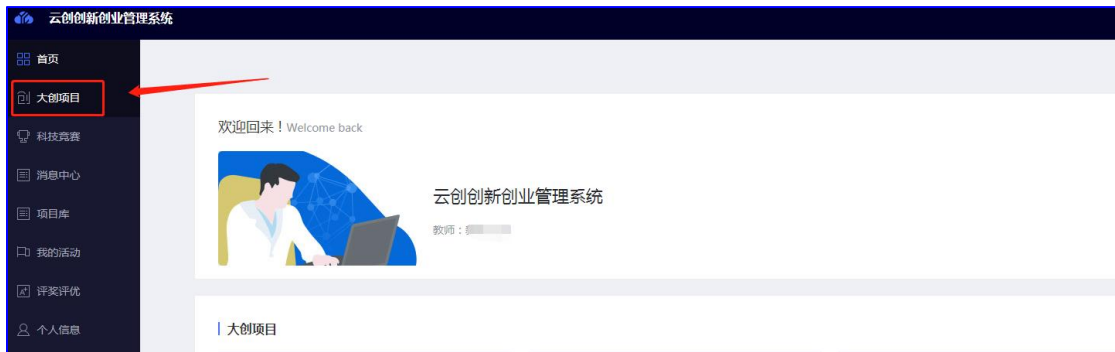 云创创新创业管理系统
首页
大创项目
科技竞赛
消息中心
项目库
我的活动
评奖评优
个人信息
欢迎回来！Welcome back
云创创新创业管理系统
教师：
大创项目